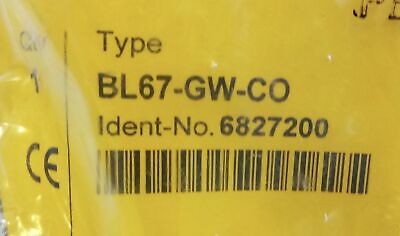 Qty Type
1 BL67-GW-CO
Ident-No. 6827200
CE